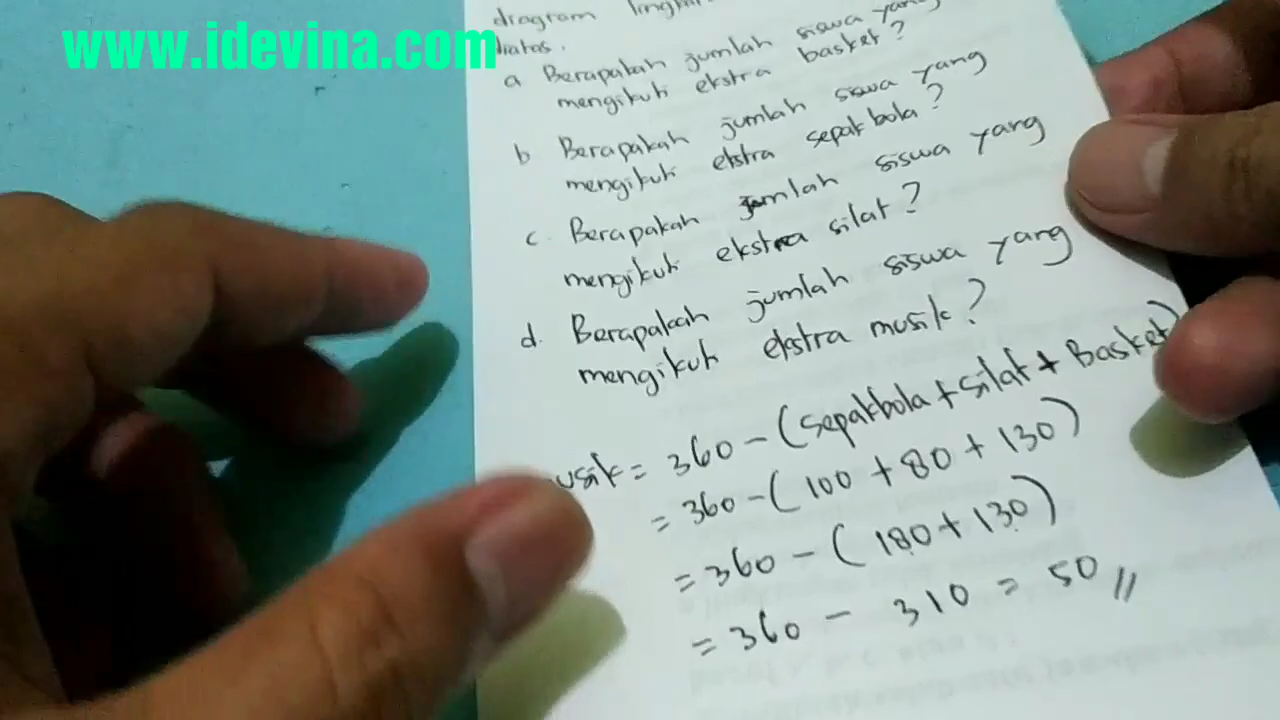 www.idevina.com
diagram
diatas.
a Berapakah jumlah siswa yang
mengikuti ekstra basket?
b Berapakah jumlah siswa yang
mengikuti ekstra sepakbola?
c. Berapakah jumlah siswa yang
mengikuti ekstra silat?
d. Berapakah jumlah siswa yang
mengikuti ekstra musik?
usik = 360 - (sepakbola + silat + Basket)
= 360 - (100 + 80 + 130)
= 360 - (180 + 130)
= 360 - 310 = 50 //